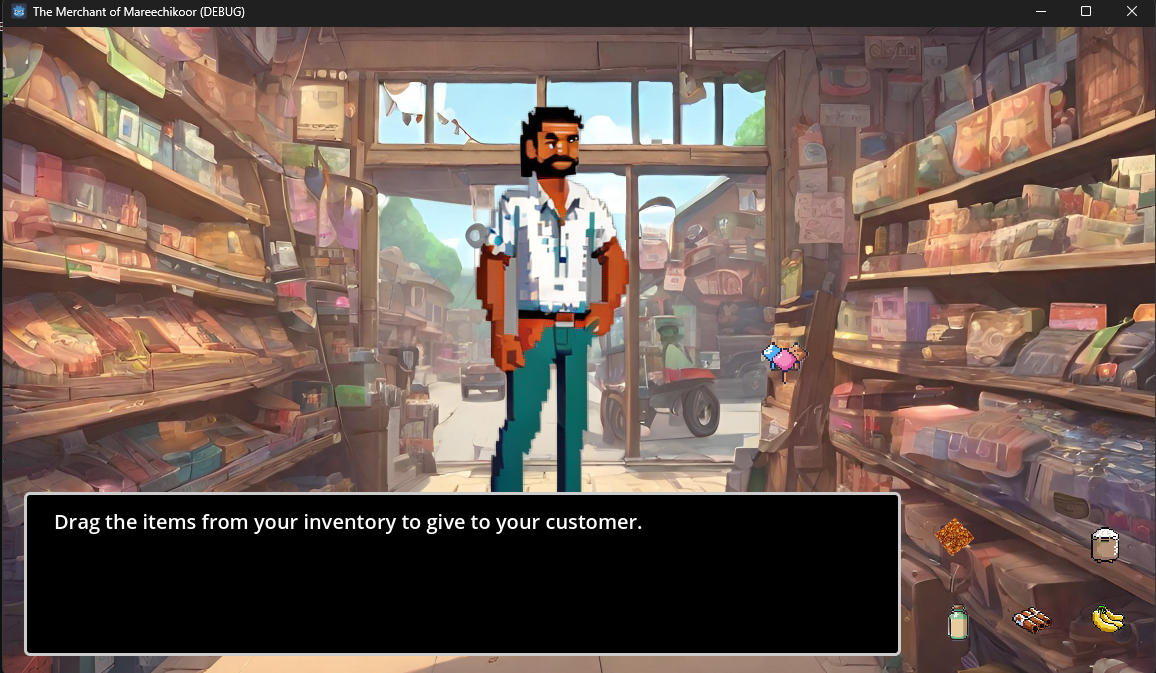 The Merchant of Mareechikoor (DEBUG)
Drag the items from your inventory to give to your customer.